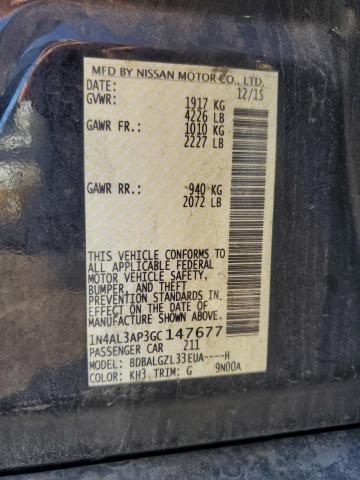 MFD BY NISSAN MOTOR CO., LTD.
DATE: 12/15
GVWR: 1917 KG
4226 LB
GAWR FR: 1010 KG
2227 LB
GAWR RR: 940 KG
2072 LB
THIS VEHICLE CONFORMS TO
ALL APPLICABLE FEDERAL
MOTOR VEHICLE SAFETY,
BUMPER, AND THEFT
PREVENTION STANDARDS IN
EFFECT ON THE DATE OF
MANUFACTURE SHOWN ABOVE.
1N4AL3AP3GC147677
PASSENGER CAR 211
MODEL: BDBALGZL33EUA----H
COLOR: KH3 TRIM: G 9N00A